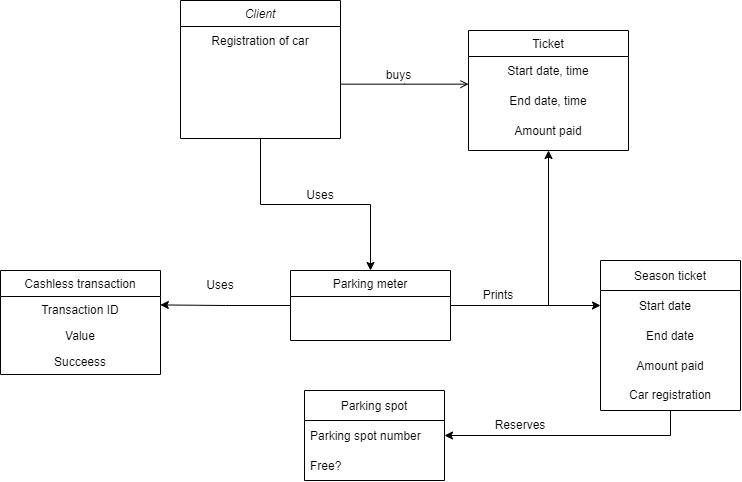 Client
Registration of car
buys
Ticket
Start date, time
End date, time
Amount paid
Uses
Cashless transaction
Transaction ID
Value
Succeess
Uses
Parking meter
Prints
Season ticket
Start date
End date
Amount paid
Car registration
Parking spot
Parking spot number
Free?
Reserves